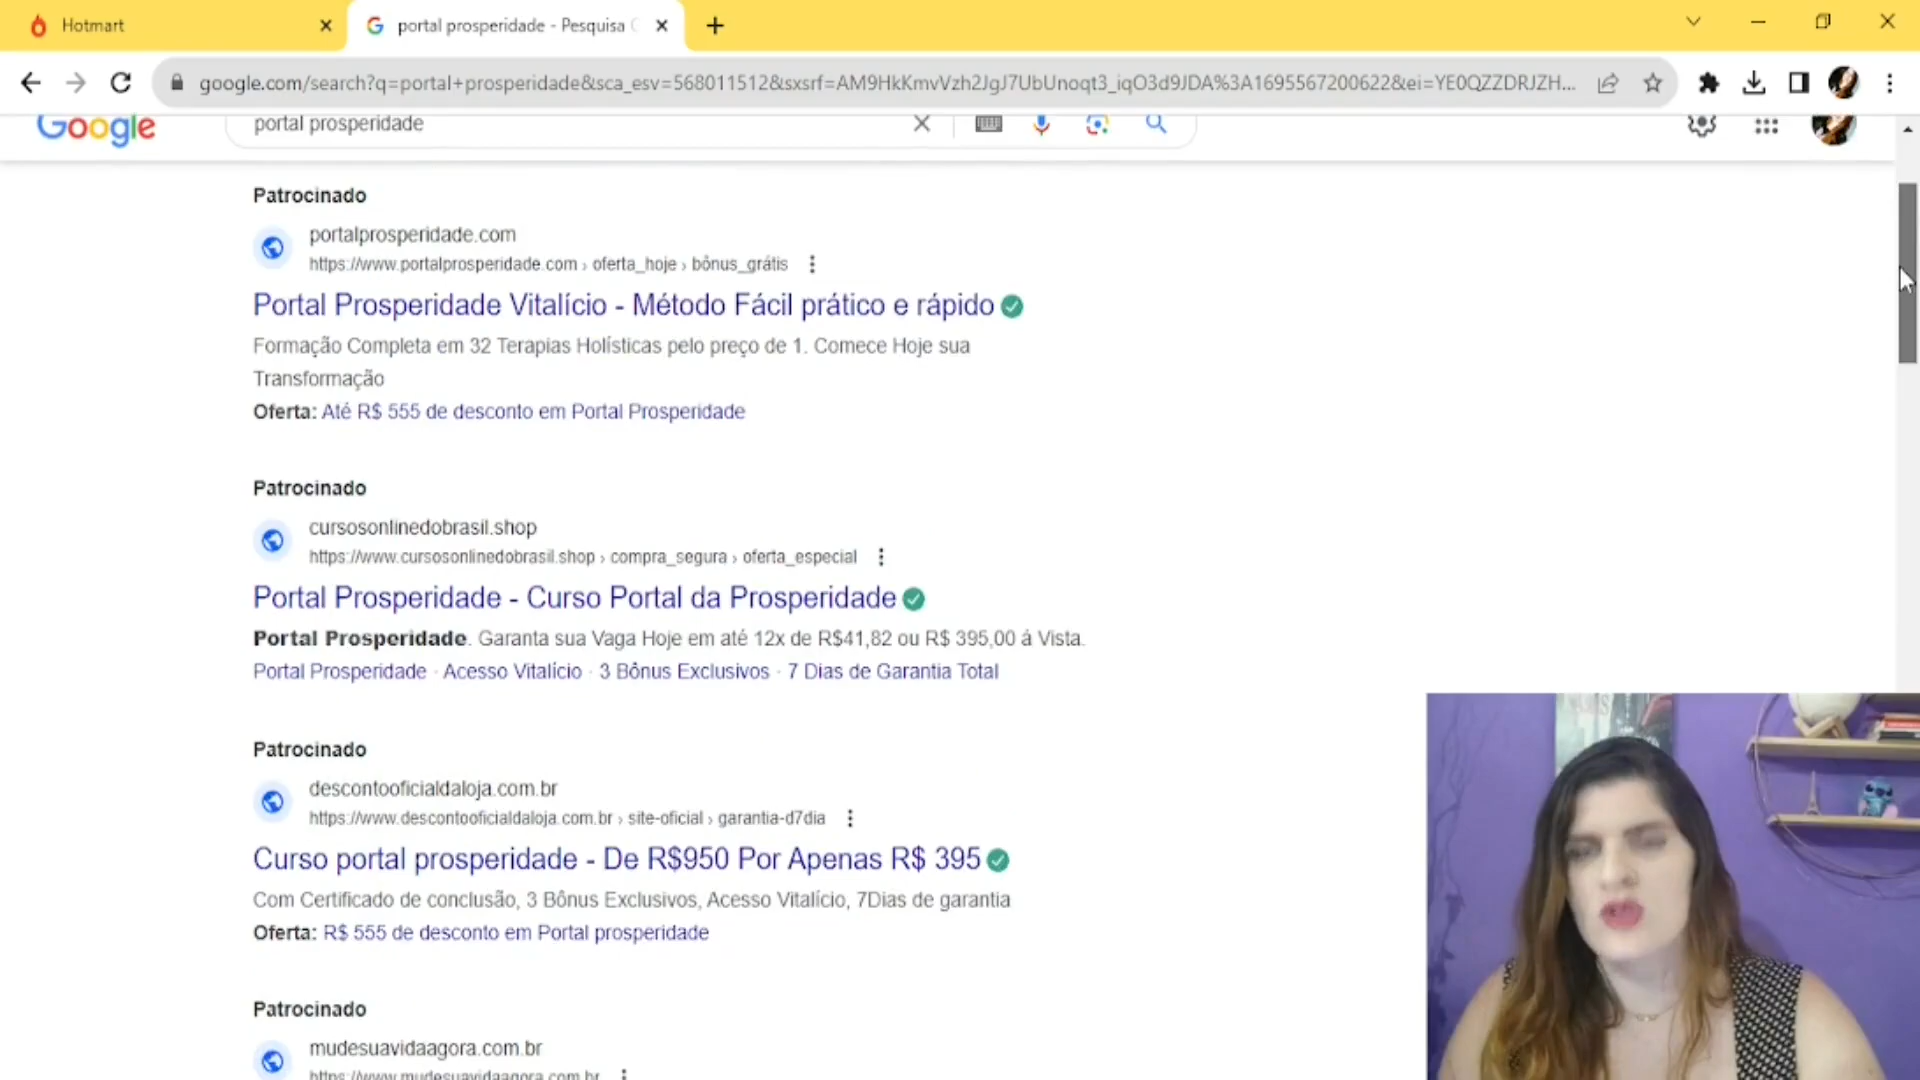 Hotmart
portal prosperidade - Pesquisa
google.com/search?q=portal+prosperidade&sca_esv=568011512&sxsrf=AM9HkKmvVzh2JgJ7UbUnoqt3_iqO3d9JDA%3A1695567200622&ei=YE0QZZDRJZH...
Google
portal prosperidade
Patrocinado
portalprosperidade.com
https://www.portalprosperidade.com › oferta_hoje › bônus_grátis
Portal Prosperidade Vitalício - Método Fácil prático e rápido
Formação Completa em 32 Terapias Holísticas pelo preço de 1. Comece Hoje sua
Transformação
Oferta: Até R$ 555 de desconto em Portal Prosperidade
Patrocinado
cursosonlinedobrasil.shop
https://www.cursosonlinedobrasil.shop › compra_segura › oferta_especial
Portal Prosperidade - Curso Portal da Prosperidade
Portal Prosperidade. Garanta sua Vaga Hoje em até 12x de R$41,82 ou R$ 395,00 á Vista.
Portal Prosperidade · Acesso Vitalício · 3 Bônus Exclusivos · 7 Dias de Garantia Total
Patrocinado
descontooficialdaloja.com.br
https://www.descontooficialdaloja.com.br › site-oficial › garantia-d7dia
Curso portal prosperidade - De R$950 Por Apenas R$ 395
Com Certificado de conclusão, 3 Bônus Exclusivos, Acesso Vitalício, 7Dias de garantia
Oferta: R$ 555 de desconto em Portal prosperidade
Patrocinado
mudesuavidaagora.com.br
https://www.mudesuavidaagora.com.br